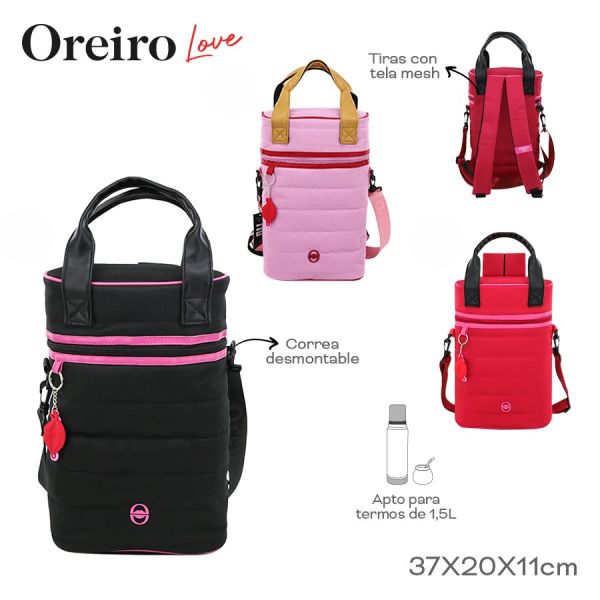 Oreiro Love
Tiras con
tela mesh
Correa
desmontable
Apto para
termos de 1,5L
37X20X11cm